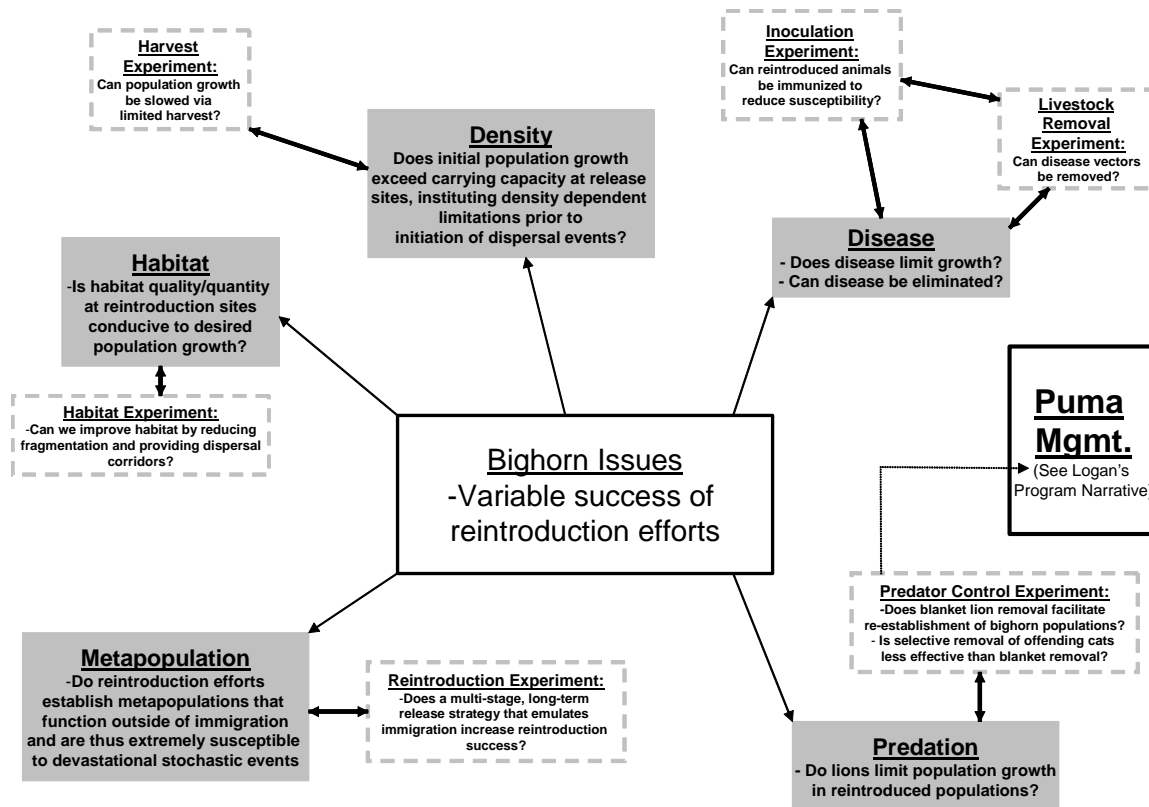 Harvest
Experiment:
Can population growth
be slowed via
limited harvest?
Density
Does initial population growth
exceed carrying capacity at release
sites, instituting density dependent
limitations prior to
initiation of dispersal events?
Inoculation
Experiment:
Can reintroduced animals
be immunized to
reduce susceptibility?
Livestock
Removal
Experiment:
Can disease vectors
be removed?
Disease
- Does disease limit growth?
- Can disease be eliminated?
Habitat
-Is habitat quality/quantity
at reintroduction sites
conducive to desired
population growth?
Habitat Experiment:
-Can we improve habitat by reducing
fragmentation and providing dispersal
corridors?
Bighorn Issues
-Variable success of
reintroduction efforts
Puma
Mgmt.
(See Logan's
Program Narrative)
Predator Control Experiment:
-Does blanket lion removal facilitate
re-establishment of bighorn populations?
- Is selective removal of offending cats
less effective than blanket removal?
Metapopulation
-Do reintroduction efforts
establish metapopulations that
function outside of immigration
and are thus extremely susceptible
to devastational stochastic events
Reintroduction Experiment:
-Does a multi-stage, long-term
release strategy that emulates
immigration increase reintroduction
success?
Predation
- Do lions limit population growth
in reintroduced populations?